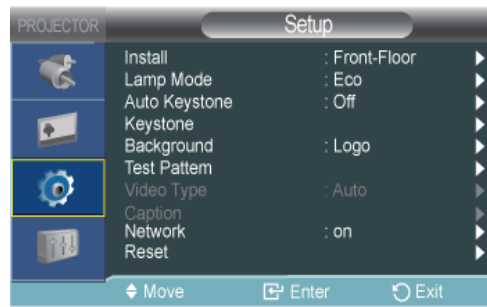 PROJECTOR Setup
Install : Front-Floor
Lamp Mode : Eco
Auto Keystone : Off
Keystone
Background : Logo
Test Pattem
Video Type : Auto
Caption
Network : on
Reset
Move Enter Exit